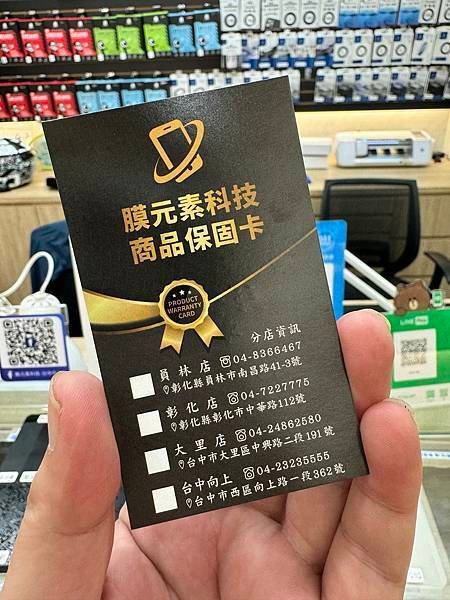 膜元素科技
商品保固卡
PRODUCT
WARRANTY
CARD
分店資訊
員林店 04-8366467
彰化縣員林市南昌路41-3號
彰化店 04-7227775
彰化縣彰化市中華路112號
大里店 04-24862580
台中市大里區中興路二段191號
台中向上 04-23235555
台中市西區向上路一段362號
LINE Pay